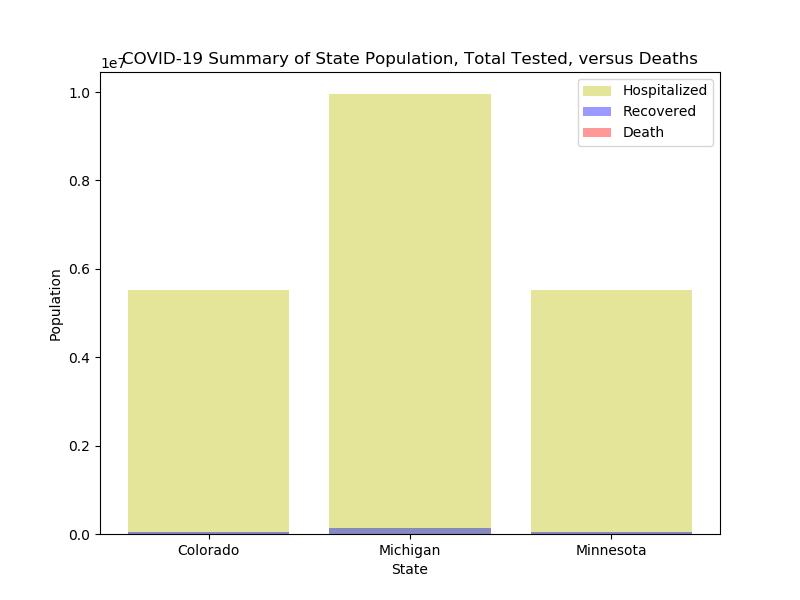 COVID-19 Summary of State Population, Total Tested, versus Deaths
1e7
Hospitalized
Recovered
Death
1.0
0.8
0.6
0.4
0.2
0.0
Population
Colorado Michigan Minnesota
State